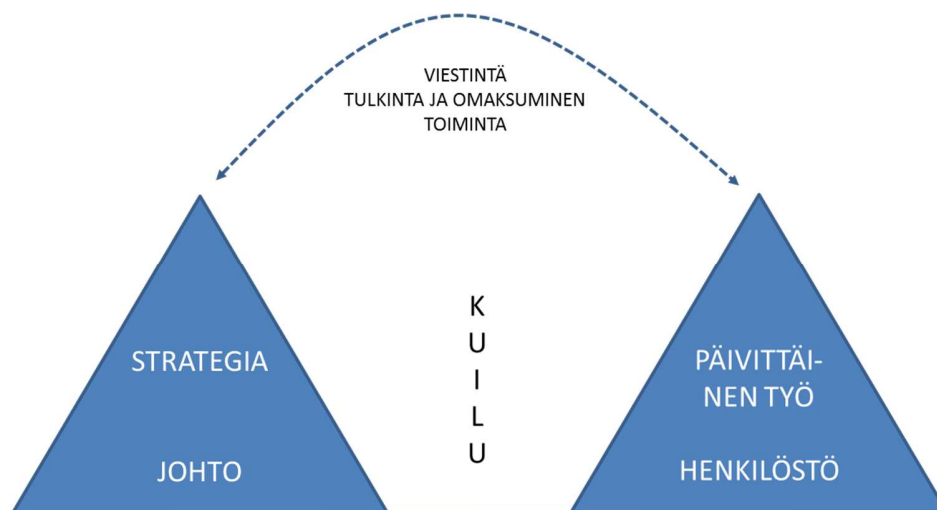 VIESTINTÄ
TULKINTA JA OMAKSUMINEN
TOIMINTA
STRATEGIA
JOHTO
K
U
I
L
U
PÄIVITTÄI-
NEN TYÖ
HENKILÖSTÖ